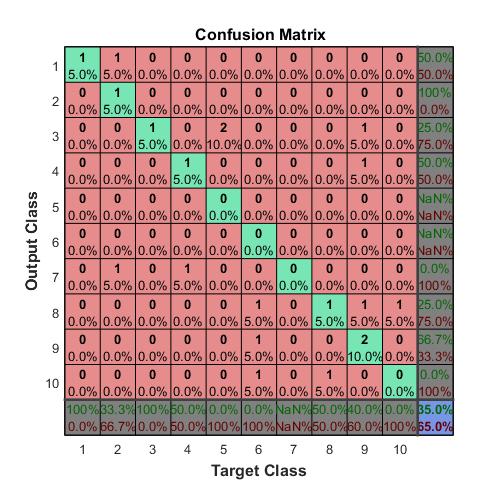 Confusion Matrix
1 1 0 0 0 0 0 0 0 0 50.0%
1
5.0% 5.0% 0.0% 0.0% 0.0% 0.0% 0.0% 0.0% 0.0% 0.0% 50.0%
0 1 0 0 0 0 0 0 0 0 100%
2
0.0% 5.0% 0.0% 0.0% 0.0% 0.0% 0.0% 0.0% 0.0% 0.0% 0.0%
0 0 1 0 2 0 0 0 1 0 25.0%
3
0.0% 0.0% 5.0% 0.0% 10.0% 0.0% 0.0% 0.0% 5.0% 0.0% 75.0%
0 0 0 1 0 0 0 0 1 0 50.0%
4
0.0% 0.0% 0.0% 5.0% 0.0% 0.0% 0.0% 0.0% 5.0% 0.0% 50.0%
0 0 0 0 0 0 0 0 0 0 NaN%
5
0.0% 0.0% 0.0% 0.0% 0.0% 0.0% 0.0% 0.0% 0.0% 0.0% NaN%
0 0 0 0 0 0 0 0 0 0 NaN%
6
0.0% 0.0% 0.0% 0.0% 0.0% 0.0% 0.0% 0.0% 0.0% 0.0% NaN%
0 1 0 1 0 0 0 0 0 0 0.0%
7
0.0% 5.0% 0.0% 5.0% 0.0% 0.0% 0.0% 0.0% 0.0% 0.0% 100%
0 0 0 0 0 1 0 1 1 1 25.0%
8
0.0% 0.0% 0.0% 0.0% 0.0% 5.0% 0.0% 5.0% 5.0% 5.0% 75.0%
0 0 0 0 0 1 0 0 2 0 66.7%
9
0.0% 0.0% 0.0% 0.0% 0.0% 5.0% 0.0% 0.0% 10.0% 0.0% 33.3%
0 0 0 0 0 1 0 1 0 0 0.0%
10
0.0% 0.0% 0.0% 0.0% 0.0% 5.0% 0.0% 5.0% 0.0% 0.0% 100%
100% 33.3% 100% 50.0% 0.0% 0.0% NaN% 50.0% 40.0% 0.0% 35.0%
0.0% 66.7% 0.0% 50.0% 100% 100% NaN% 50.0% 60.0% 100% 65.0%
1 2 3 4 5 6 7 8 9 10
Target Class
Output Class